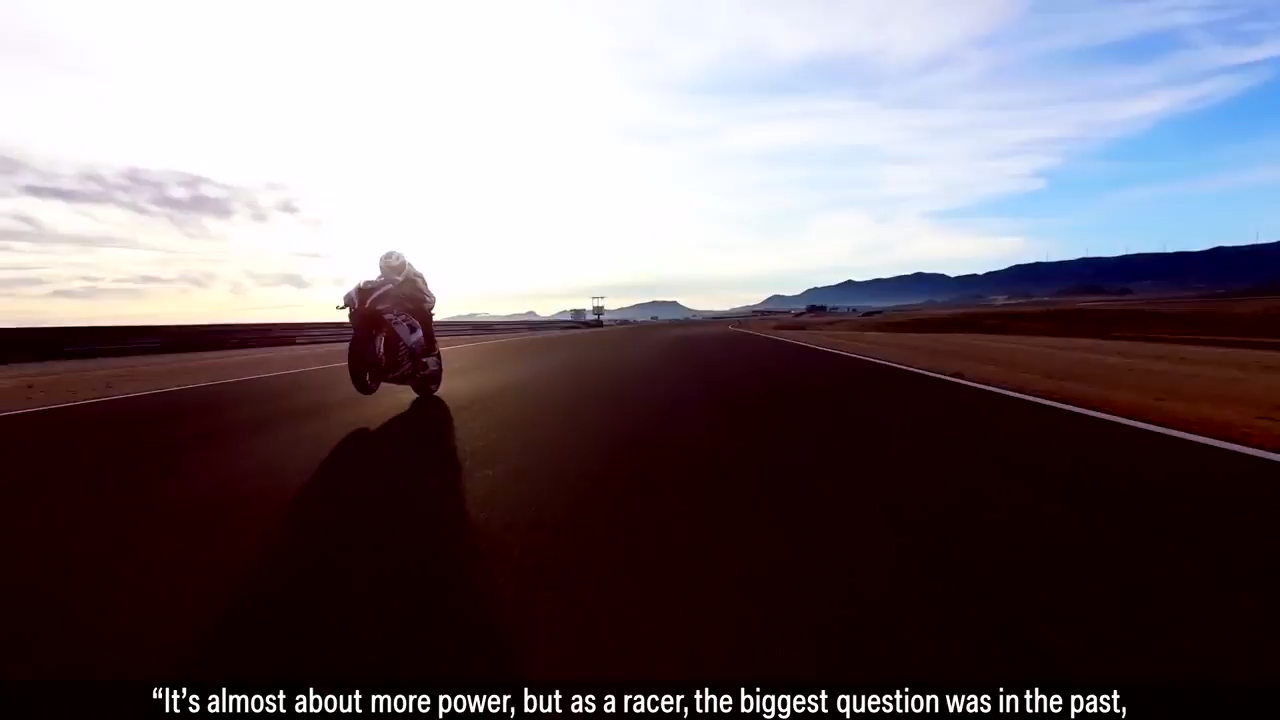 “It’s almost about more power, but as a racer, the biggest question was in the past,